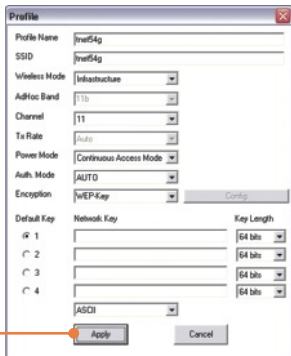 Profile
Profile Name tnet54g
SSID tnet54g
Wireless Mode Infrastructure
AdHoc Band 11b
Channel 11
Tx Rate Auto
Power Mode Continuous Access Mode
Auth. Mode AUTO
Encryption WEP-Key Config
Default Key Network Key Key Length
1 64 bits
2 64 bits
3 64 bits
4 64 bits
ASCII
Apply Cancel